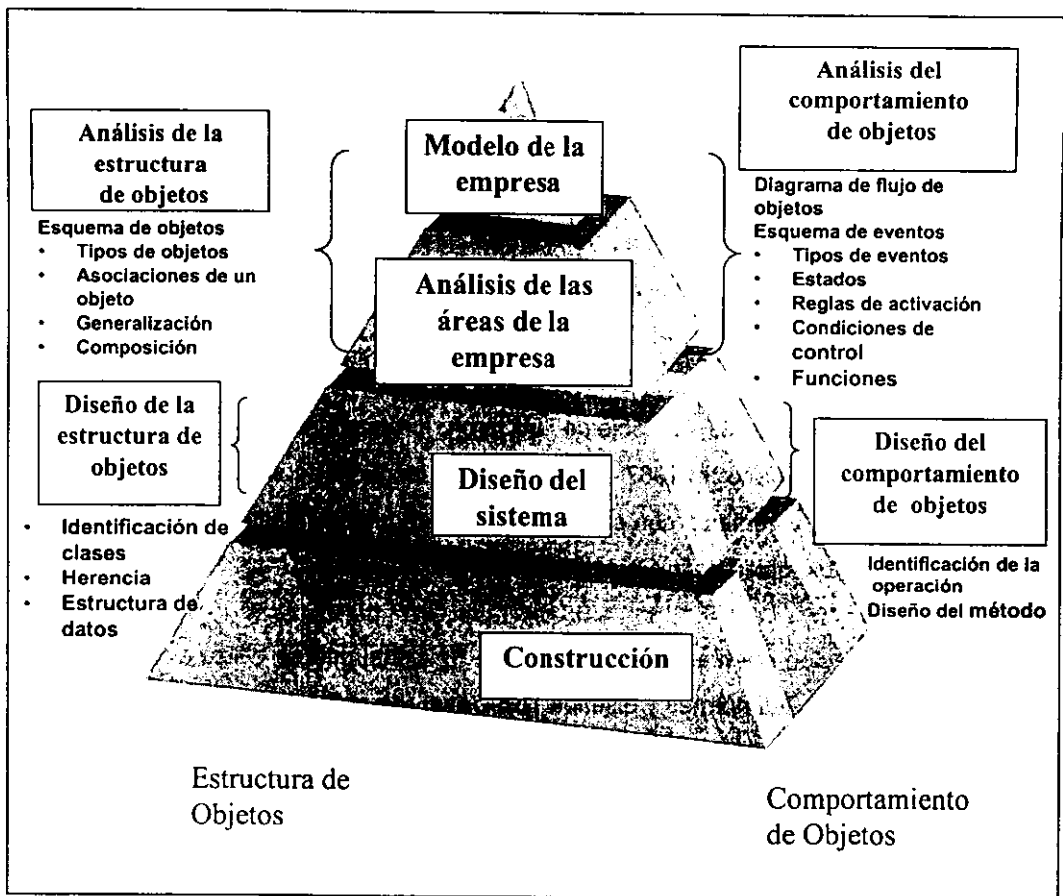 Análisis de la
estructura
de objetos
Esquema de objetos
• Tipos de objetos
• Asociaciones de un
objeto
• Generalización
• Composición
Diseño de la
estructura de
objetos
• Identificación de
clases
• Herencia
• Estructura de
datos
Modelo de la
empresa
Análisis de las
áreas de la
empresa
Diseño del
sistema
Construcción
Análisis del
comportamiento
de objetos
Diagrama de flujo de
objetos
Esquema de eventos
• Tipos de eventos
• Estados
• Reglas de activación
• Condiciones de
control
• Funciones
Diseño del
comportamiento
de objetos
Identificación de la
operación
• Diseño del método
Estructura de
Objetos
Comportamiento
de Objetos